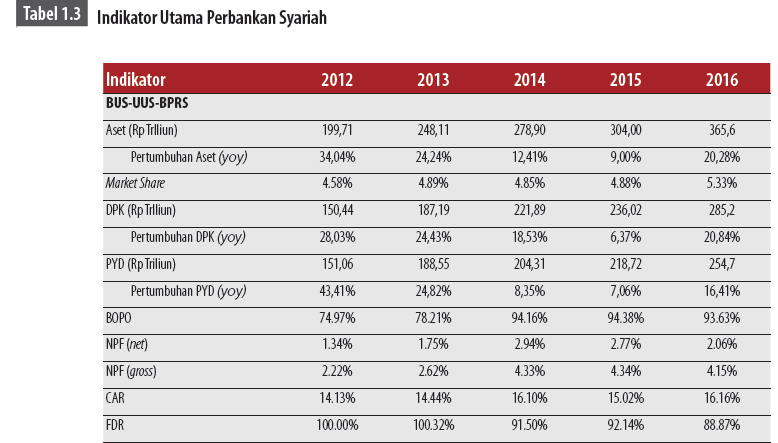 Tabel 1.3 Indikator Utama Perbankan Syariah
Indikator 2012 2013 2014 2015 2016
BUS-UUS-BPRS
Aset (Rp Trlliun) 199,71 248,11 278,90 304,00 365,6
Pertumbuhan Aset (yoy) 34,04% 24,24% 12,41% 9,00% 20,28%
Market Share 4.58% 4.89% 4.85% 4.88% 5.33%
DPK (Rp Trlliun) 150,44 187,19 221,89 236,02 285,2
Pertumbuhan DPK (yoy) 28,03% 24,43% 18,53% 6,37% 20,84%
PYD (Rp Triliun) 151,06 188,55 204,31 218,72 254,7
Pertumbuhan PYD (yoy) 43,41% 24,82% 8,35% 7,06% 16,41%
BOPO 74.97% 78.21% 94.16% 94.38% 93.63%
NPF (net) 1.34% 1.75% 2.94% 2.77% 2.06%
NPF (gross) 2.22% 2.62% 4.33% 4.34% 4.15%
CAR 14.13% 14.44% 16.10% 15.02% 16.16%
FDR 100.00% 100.32% 91.50% 92.14% 88.87%